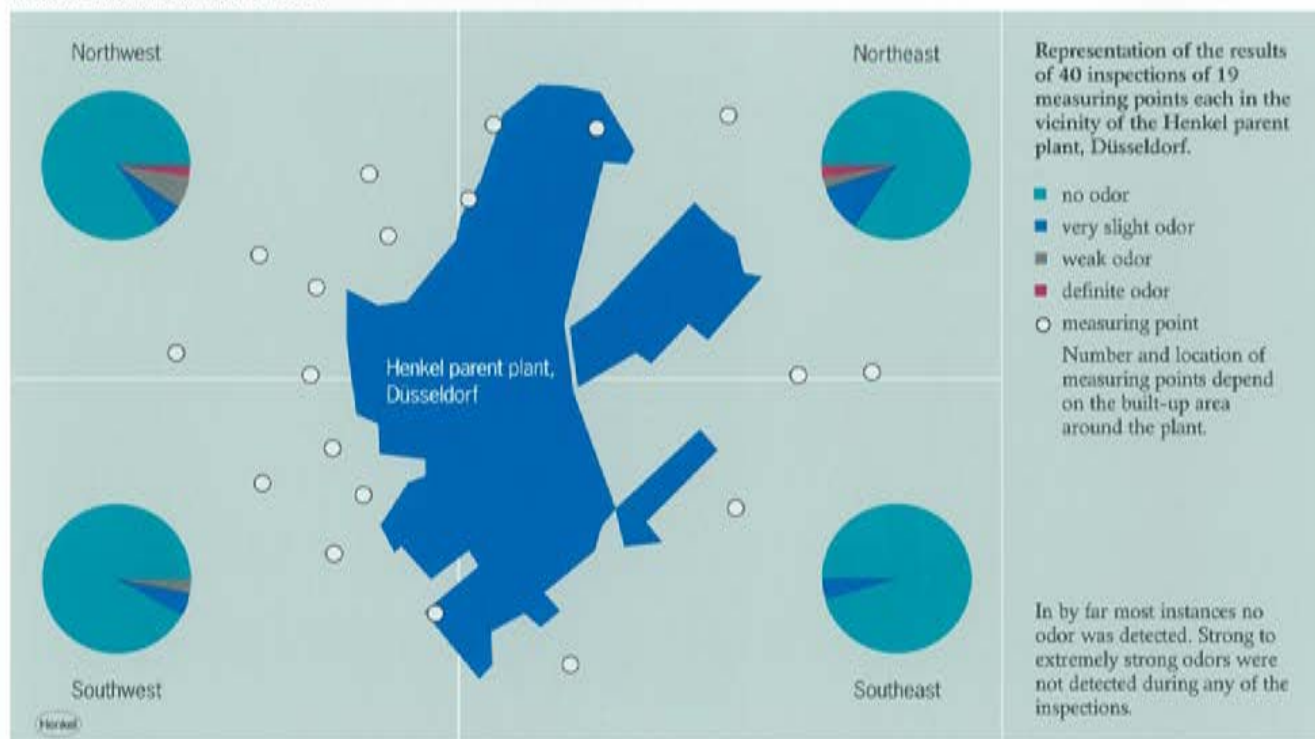 Northwest
Northeast
Henkel parent plant,
Düsseldorf
Southwest
Southeast
Henkel
Representation of the results
of 40 inspections of 19
measuring points each in the
vicinity of the Henkel parent
plant, Düsseldorf.
no odor
very slight odor
weak odor
definite odor
measuring point
Number and location of
measuring points depend
on the built-up area
around the plant.
In by far most instances no
odor was detected. Strong to
extremely strong odors were
not detected during any of the
inspections.